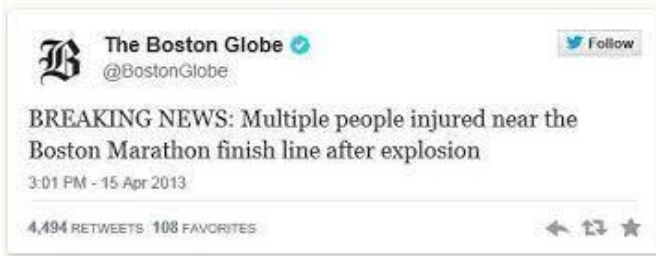 The Boston Globe
Follow
@BostonGlobe
BREAKING NEWS: Multiple people injured near the
Boston Marathon finish line after explosion
3:01 PM - 15 Apr 2013
4,494 RETWEETS 108 FAVORITES